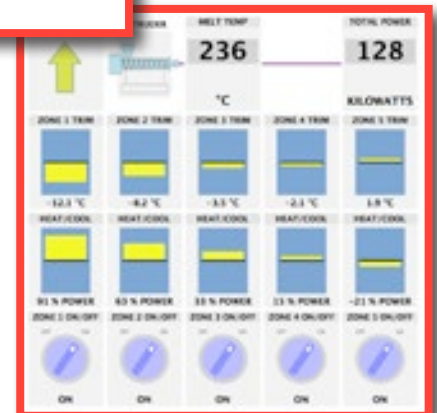 MELT TEMP
TOTAL POWER
236
128
°C
KILOWATTS
ZONE 1 TRIM
ZONE 2 TRIM
ZONE 3 TRIM
ZONE 4 TRIM
ZONE 5 TRIM
-12.1 °C
-8.2 °C
-3.5 °C
-2.1 °C
1.9 °C
HEAT/COOL
HEAT/COOL
HEAT/COOL
HEAT/COOL
HEAT/COOL
91 % POWER
63 % POWER
33 % POWER
15 % POWER
-21 % POWER
ZONE 1 ON/OFF
ZONE 2 ON/OFF
ZONE 3 ON/OFF
ZONE 4 ON/OFF
ZONE 5 ON/OFF
ON
ON
ON
ON
ON